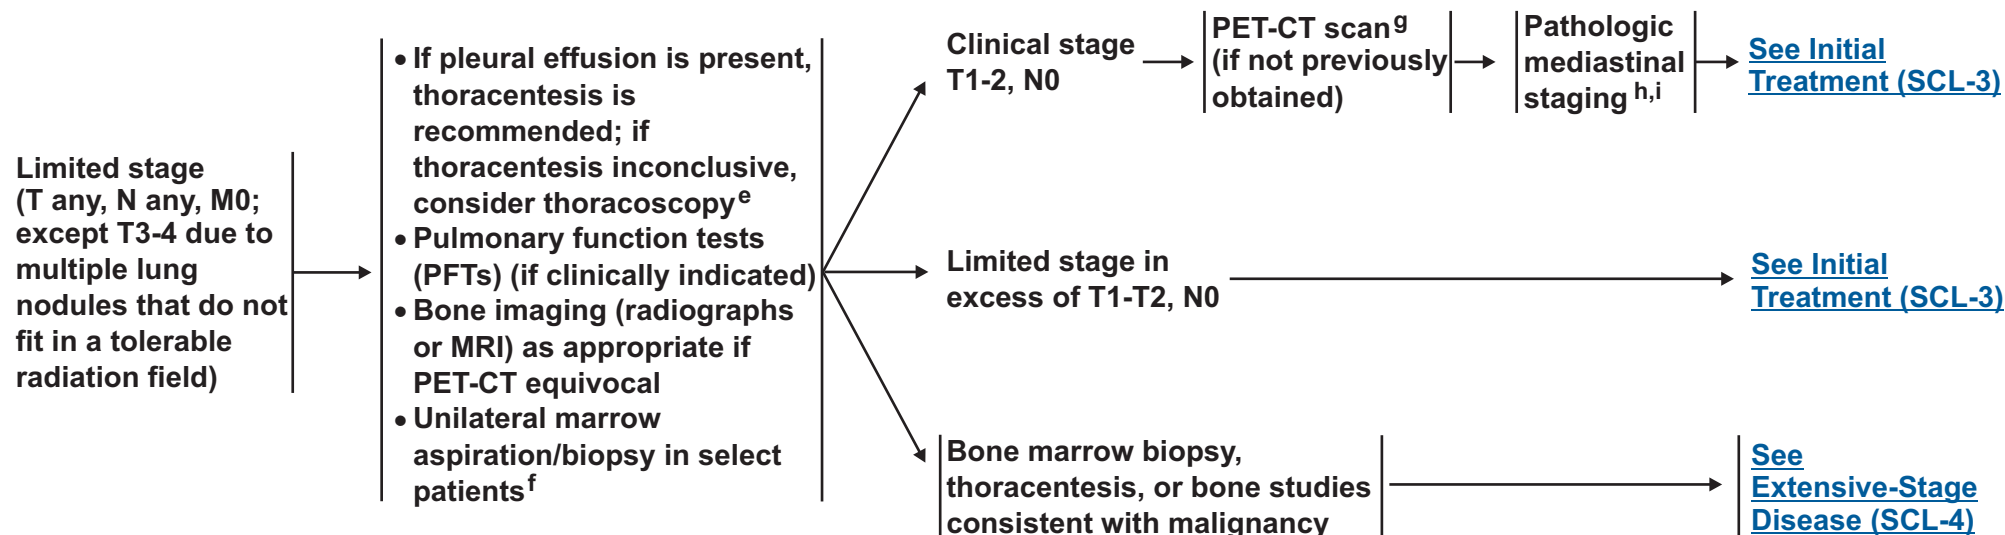 Limited stage
(T any, N any, M0;
except T3-4 due to
multiple lung
nodules that do not
fit in a tolerable
radiation field)
• If pleural effusion is present,
thoracentesis is
recommended; if
thoracentesis inconclusive,
consider thoracoscopy e
• Pulmonary function tests
(PFTs) (if clinically indicated)
• Bone imaging (radiographs
or MRI) as appropriate if
PET-CT equivocal
• Unilateral marrow
aspiration/biopsy in select
patients f
Clinical stage
T1-2, N0
PET-CT scan g
(if not previously
obtained)
Pathologic
mediastinal
staging h,i
See Initial
Treatment (SCL-3)
Limited stage in
excess of T1-T2, N0
See Initial
Treatment (SCL-3)
Bone marrow biopsy,
thoracentesis, or bone studies
consistent with malignancy
See
Extensive-Stage
Disease (SCL-4)